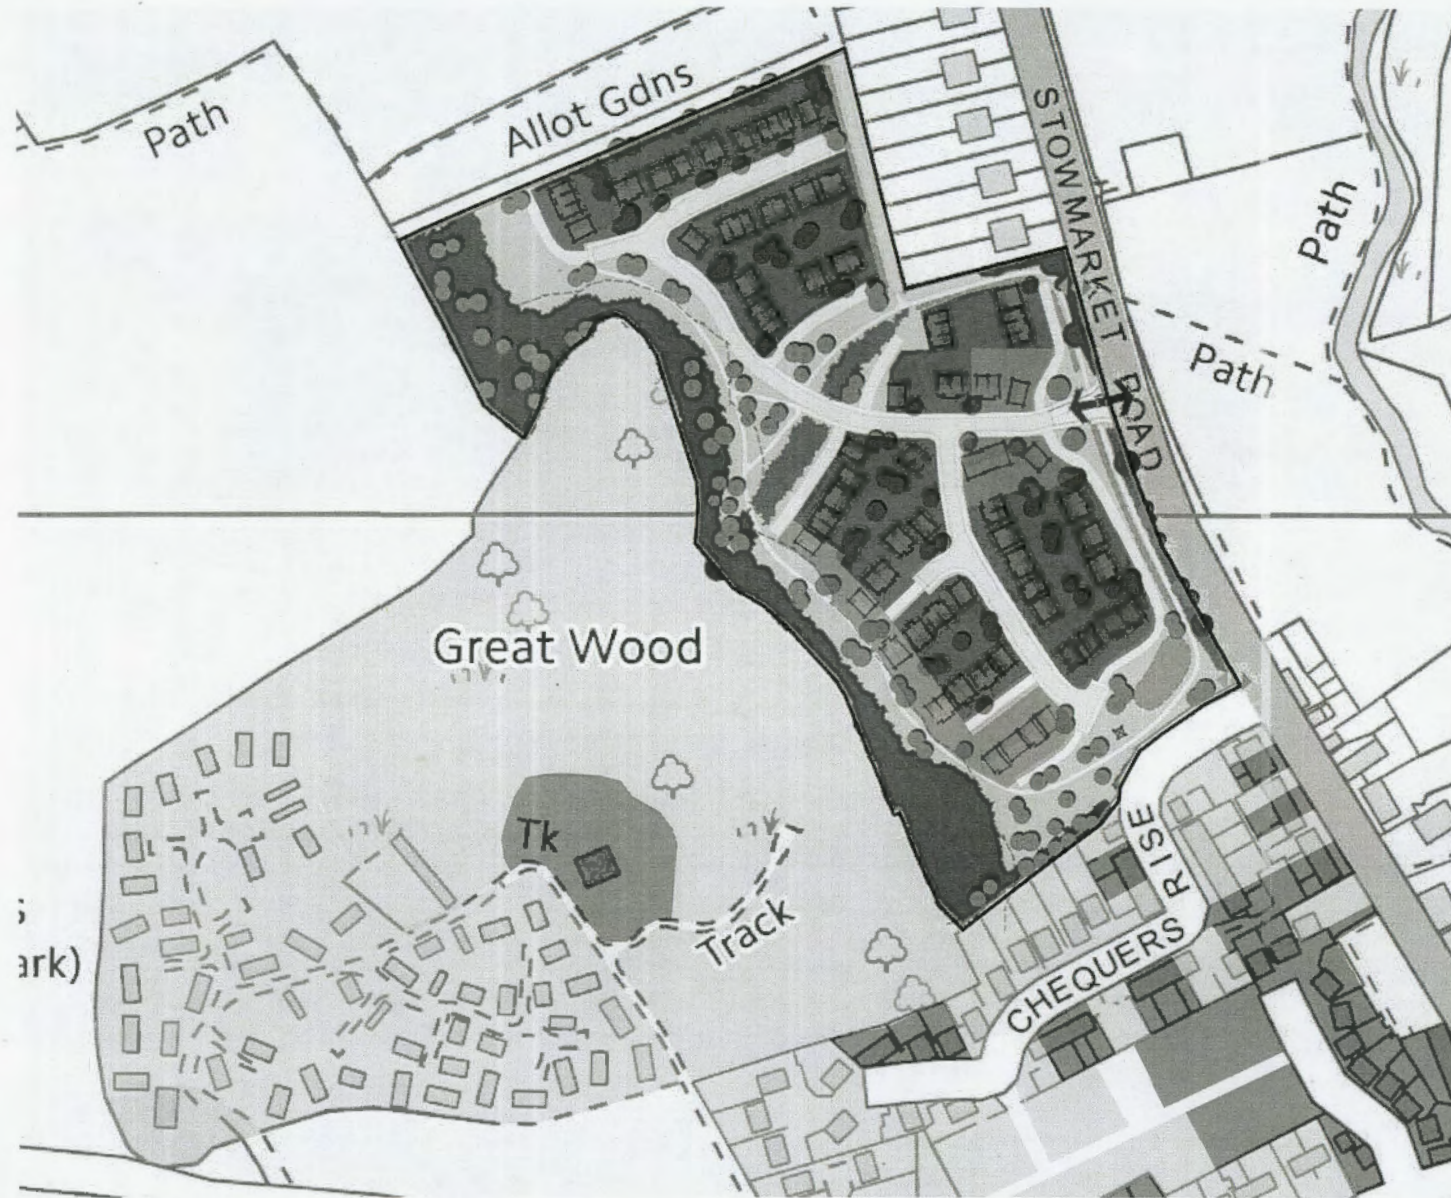 Path
Allot Gdns
STOWMARKET ROAD
Path
Path
Great Wood
Tk
Track
ark)
CHEQUERS RISE